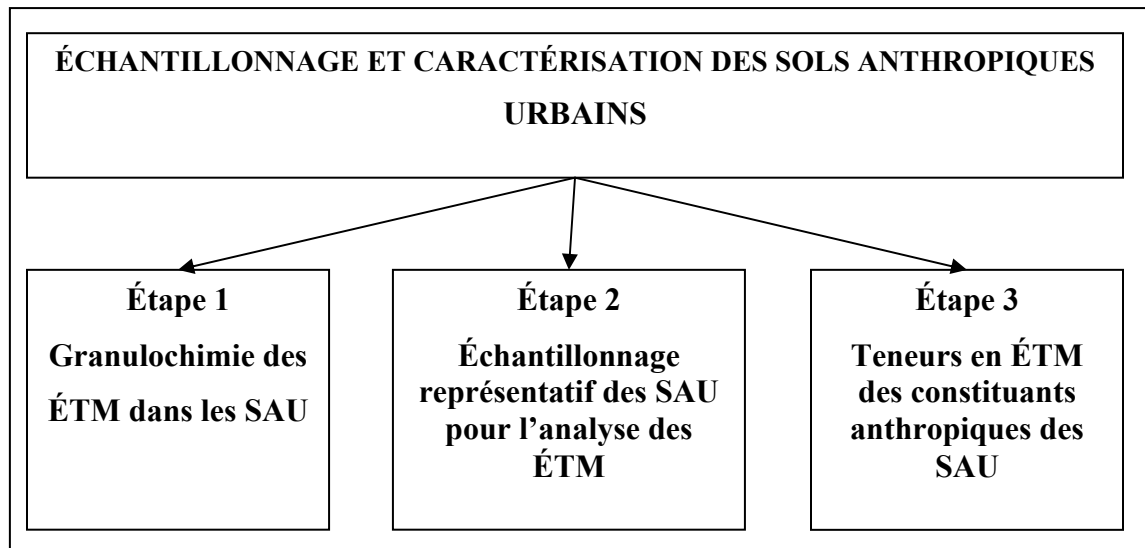 ÉCHANTILLONNAGE ET CARACTÉRISATION DES SOLS ANTHROPIQUES
URBAINS
Étape 1
Granulochimie des
ÉTM dans les SAU
Étape 2
Échantillonnage
représentatif des SAU
pour l’analyse des
ÉTM
Étape 3
Teneurs en ÉTM
des constituants
anthropiques des
SAU